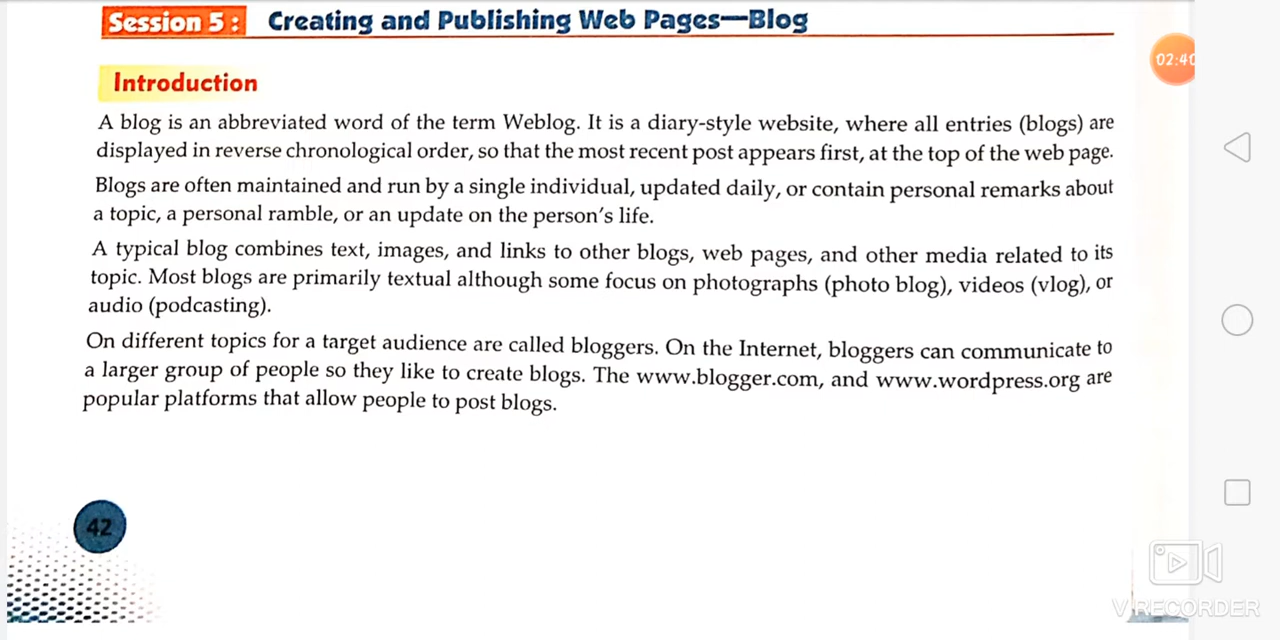 Session 5 : Creating and Publishing Web Pages—Blog
02:40
Introduction
A blog is an abbreviated word of the term Weblog. It is a diary-style website, where all entries (blogs) are
displayed in reverse chronological order, so that the most recent post appears first, at the top of the web page.
Blogs are often maintained and run by a single individual, updated daily, or contain personal remarks about
a topic, a personal ramble, or an update on the person's life.
A typical blog combines text, images, and links to other blogs, web pages, and other media related to its
topic. Most blogs are primarily textual although some focus on photographs (photo blog), videos (vlog), or
audio (podcasting).
On different topics for a target audience are called bloggers. On the Internet, bloggers can communicate to
a larger group of people so they like to create blogs. The www.blogger.com, and www.wordpress.org are
popular platforms that allow people to post blogs.
42
V RECORDER